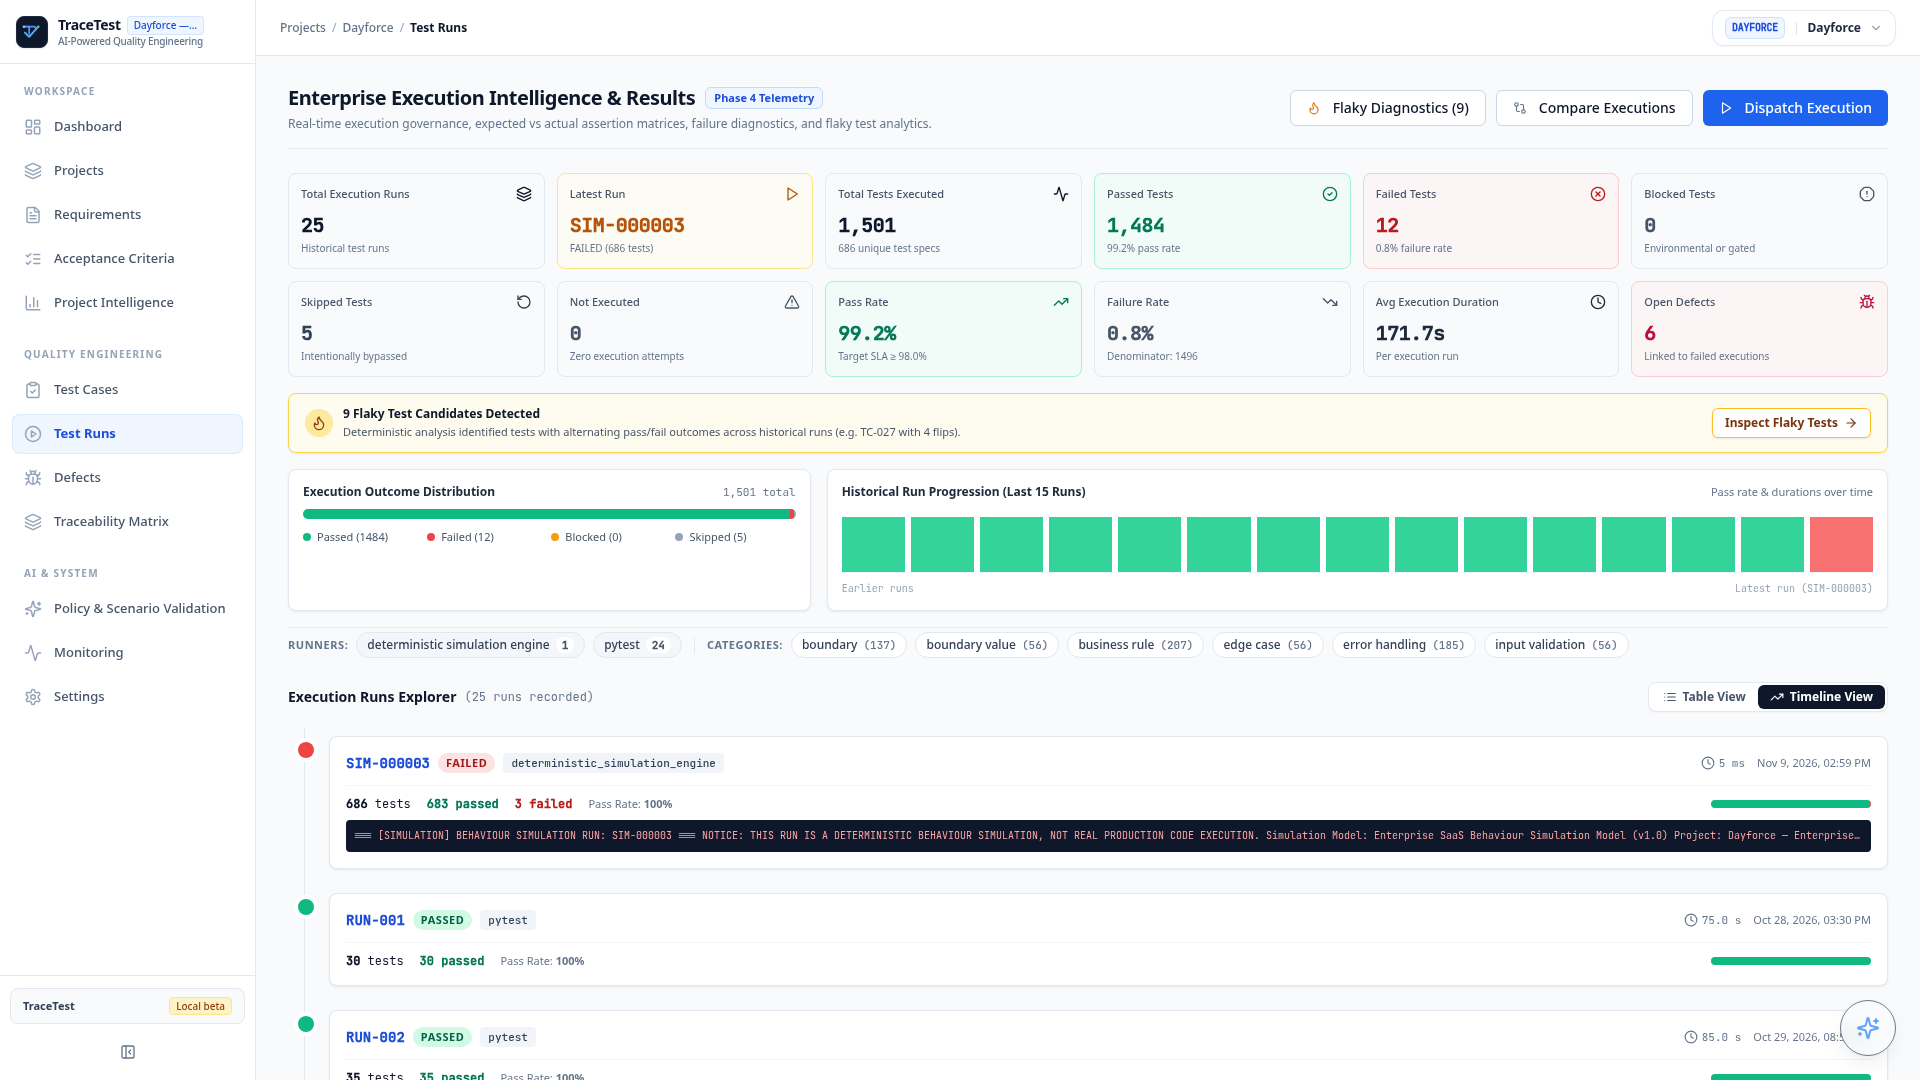 TraceTest Dayforce —...
AI-Powered Quality Engineering
WORKSPACE
Dashboard
Projects
Requirements
Acceptance Criteria
Project Intelligence
QUALITY ENGINEERING
Test Cases
Test Runs
Defects
Traceability Matrix
AI & SYSTEM
Policy & Scenario Validation
Monitoring
Settings
TraceTest Local beta
Projects / Dayforce / Test Runs
DAYFORCE Dayforce
Enterprise Execution Intelligence & Results Phase 4 Telemetry
Real-time execution governance, expected vs actual assertion matrices, failure diagnostics, and flaky test analytics.
Flaky Diagnostics (9)
Compare Executions
Dispatch Execution
Total Execution Runs
25
Historical test runs
Latest Run
SIM-000003
FAILED (686 tests)
Total Tests Executed
1,501
686 unique test specs
Passed Tests
1,484
99.2% pass rate
Failed Tests
12
0.8% failure rate
Blocked Tests
0
Environmental or gated
Skipped Tests
5
Intentionally bypassed
Not Executed
0
Zero execution attempts
Pass Rate
99.2%
Target SLA ≥ 98.0%
Failure Rate
0.8%
Denominator: 1496
Avg Execution Duration
171.7s
Per execution run
Open Defects
6
Linked to failed executions
9 Flaky Test Candidates Detected
Deterministic analysis identified tests with alternating pass/fail outcomes across historical runs (e.g. TC-027 with 4 flips).
Inspect Flaky Tests →
Execution Outcome Distribution 1,501 total
Passed (1484) Failed (12) Blocked (0) Skipped (5)
Historical Run Progression (Last 15 Runs) Pass rate & durations over time
Earlier runs Latest run (SIM-000003)
RUNNERS: deterministic simulation engine 1 pytest 24 CATEGORIES: boundary (137) boundary value (56) business rule (207) edge case (56) error handling (185) input validation (56)
Execution Runs Explorer (25 runs recorded)
Table View Timeline View
SIM-000003 FAILED deterministic_simulation_engine 5 ms Nov 9, 2026, 02:59 PM
686 tests 683 passed 3 failed Pass Rate: 100%
=== [SIMULATION] BEHAVIOUR SIMULATION RUN: SIM-000003 === NOTICE: THIS RUN IS A DETERMINISTIC BEHAVIOUR SIMULATION, NOT REAL PRODUCTION CODE EXECUTION. Simulation Model: Enterprise SaaS Behaviour Simulation Model (v1.0) Project: Dayforce — Enterprise…
RUN-001 PASSED pytest 75.0 s Oct 28, 2026, 03:30 PM
30 tests 30 passed Pass Rate: 100%
RUN-002 PASSED pytest 85.0 s Oct 29, 2026,
35 tests 35 passed Pass Rate: 100%